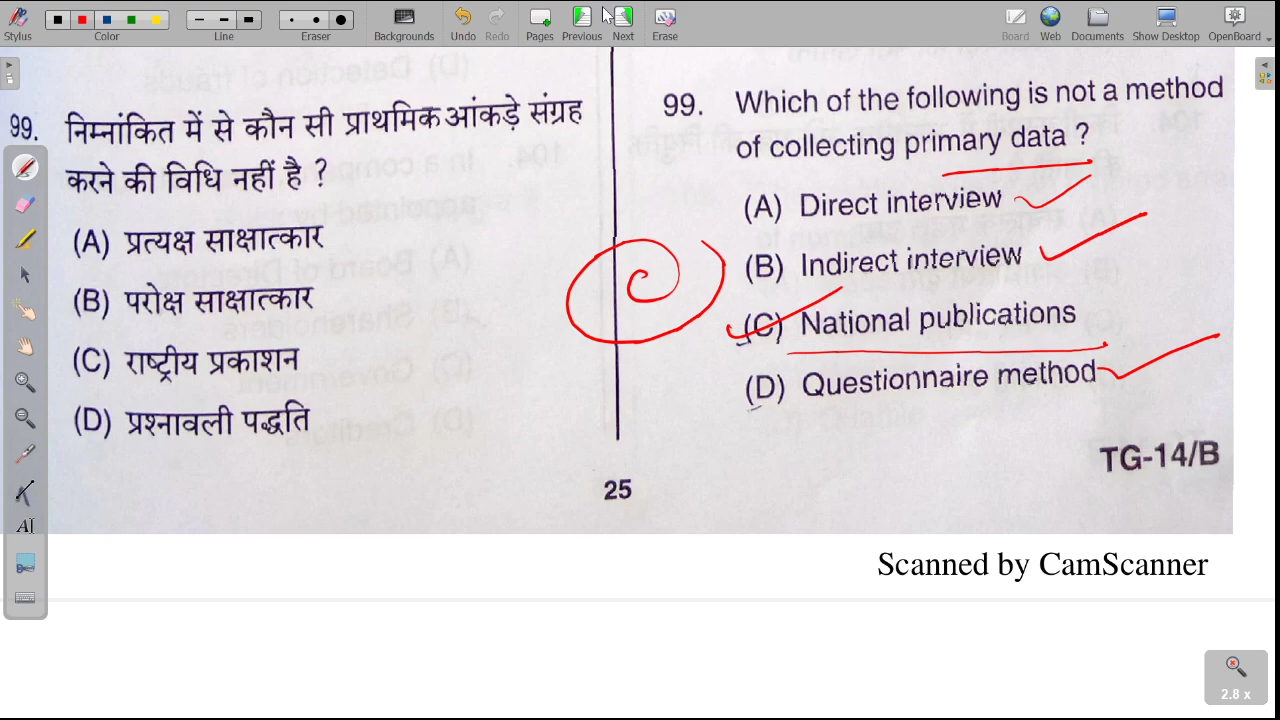 Stylus
Color
Line
Eraser
Backgrounds
Undo
Redo
Pages
Previous
Next
Erase
Board
Web
Documents
Show Desktop
OpenBoard
99. निम्नांकित में से कौन सी प्राथमिक आंकड़े संग्रह
करने की विधि नहीं है ?
(A) प्रत्यक्ष साक्षात्कार
(B) परोक्ष साक्षात्कार
(C) राष्ट्रीय प्रकाशन
(D) प्रश्नावली पद्धति
99. Which of the following is not a method
of collecting primary data ?
(A) Direct interview
(B) Indirect interview
(C) National publications
(D) Questionnaire method
TG-14/B
25
Scanned by CamScanner
AI
2.8 x